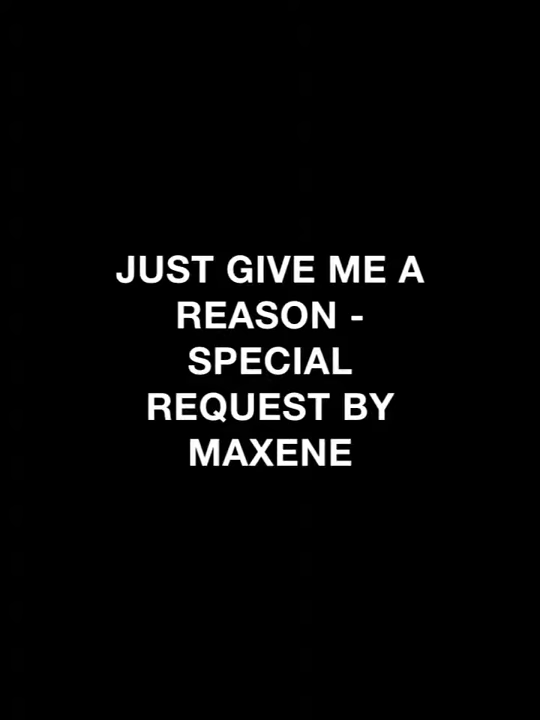 JUST GIVE ME A
REASON -
SPECIAL
REQUEST BY
MAXENE